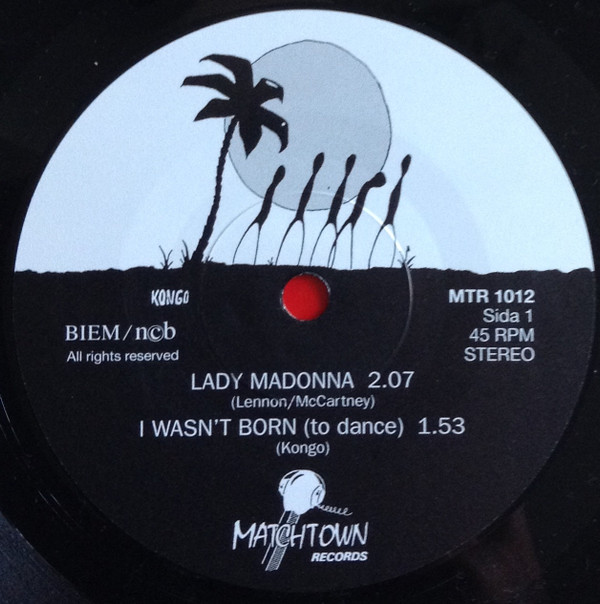 KONGO
BIEM/ncb
All rights reserved
MTR 1012
Sida 1
45 RPM
STEREO
LADY MADONNA 2.07
(Lennon/McCartney)
I WASN'T BORN (to dance) 1.53
(Kongo)
MATCHTOWN
RECORDS